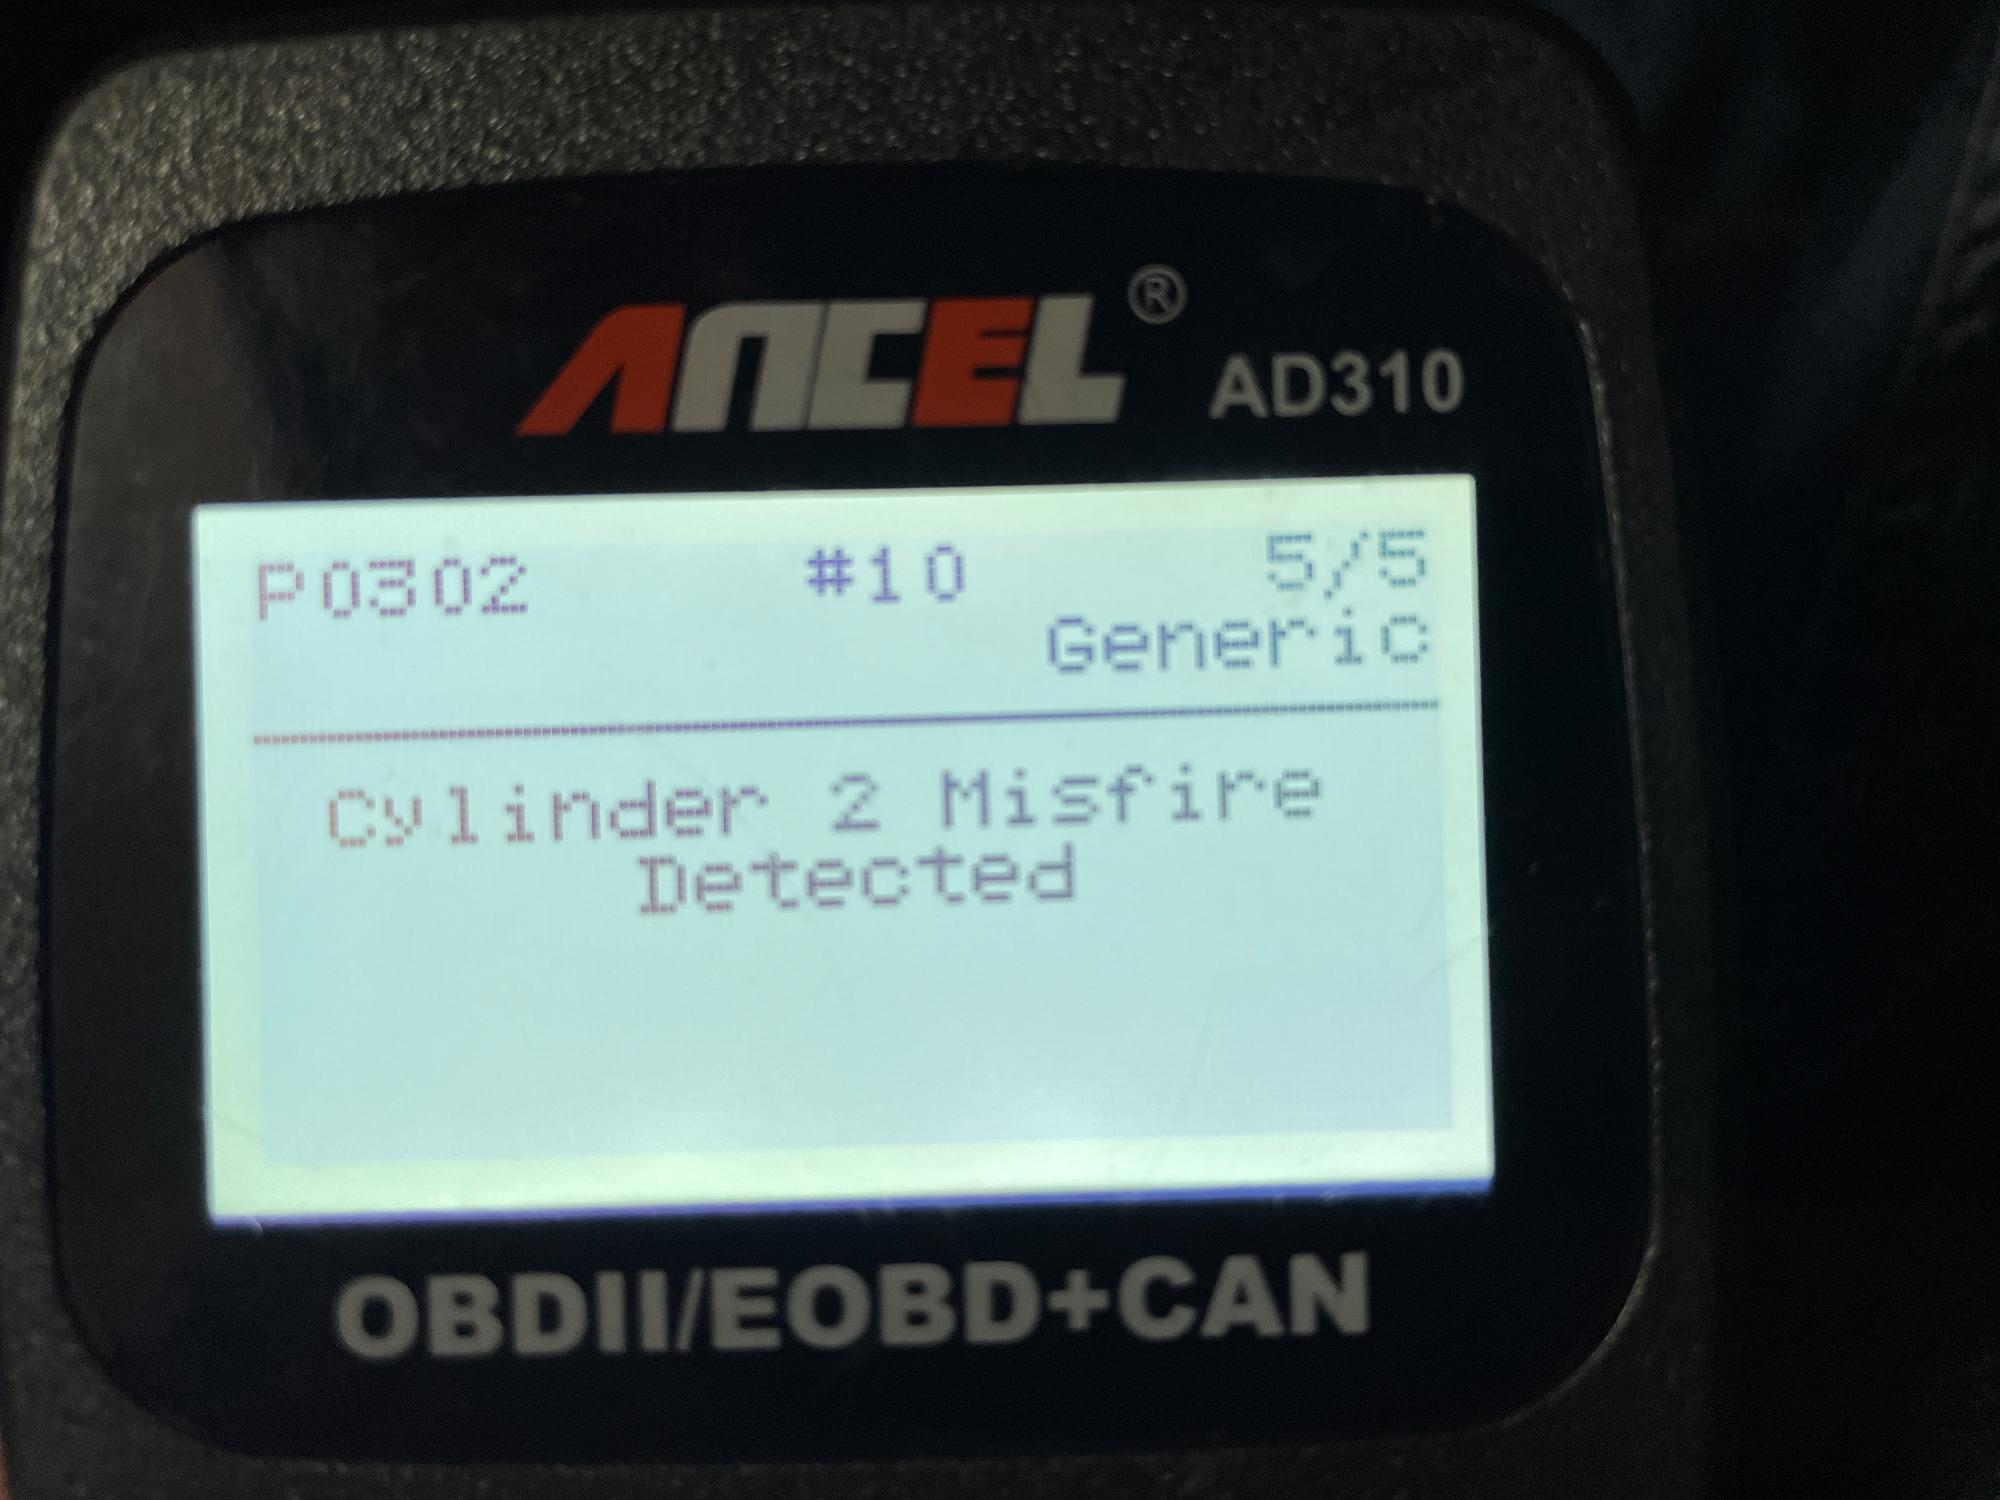 ANCEL® AD310
P0302 #10 5/5
Generic
Cylinder 2 Misfire
Detected
OBDII/EOBD+CAN